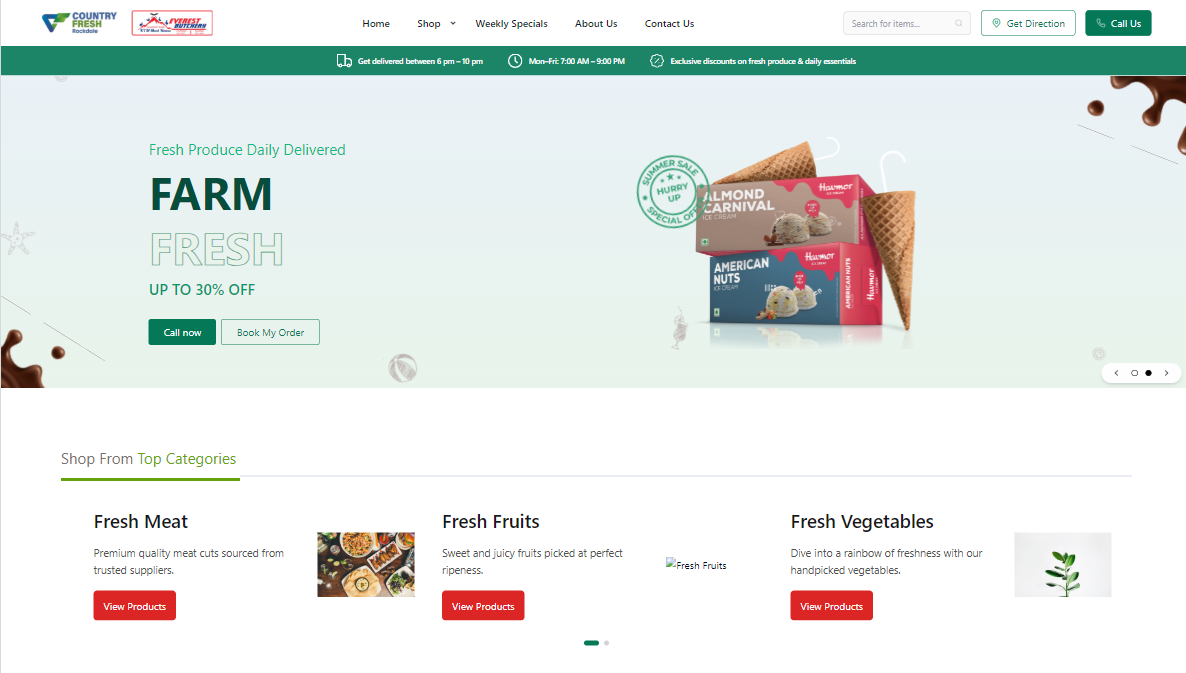 COUNTRY
FRESH
Rockdale
EVEREST
BUTCHERY
Home
Shop
Weekly Specials
About Us
Contact Us
Search for items...
Get Direction
Call Us
Get delivered between 6 pm – 10 pm
Mon–Fri: 7:00 AM – 9:00 PM
Exclusive discounts on fresh produce & daily essentials
Fresh Produce Daily Delivered
FARM
FRESH
UP TO 30% OFF
Call now
Book My Order
SUMMER SALE
HURRY
UP
SPECIAL OFFER
ALMOND
CARNIVAL
ICE CREAM
Havmor
ICE CREAM
AMERICAN
NUTS
ICE CREAM
Havmor
ICE CREAM
AMERICAN NUTS
Havmor
Shop From Top Categories
Fresh Meat
Premium quality meat cuts sourced from
trusted suppliers.
View Products
Fresh Fruits
Sweet and juicy fruits picked at perfect
ripeness.
View Products
Fresh Fruits
Fresh Vegetables
Dive into a rainbow of freshness with our
handpicked vegetables.
View Products